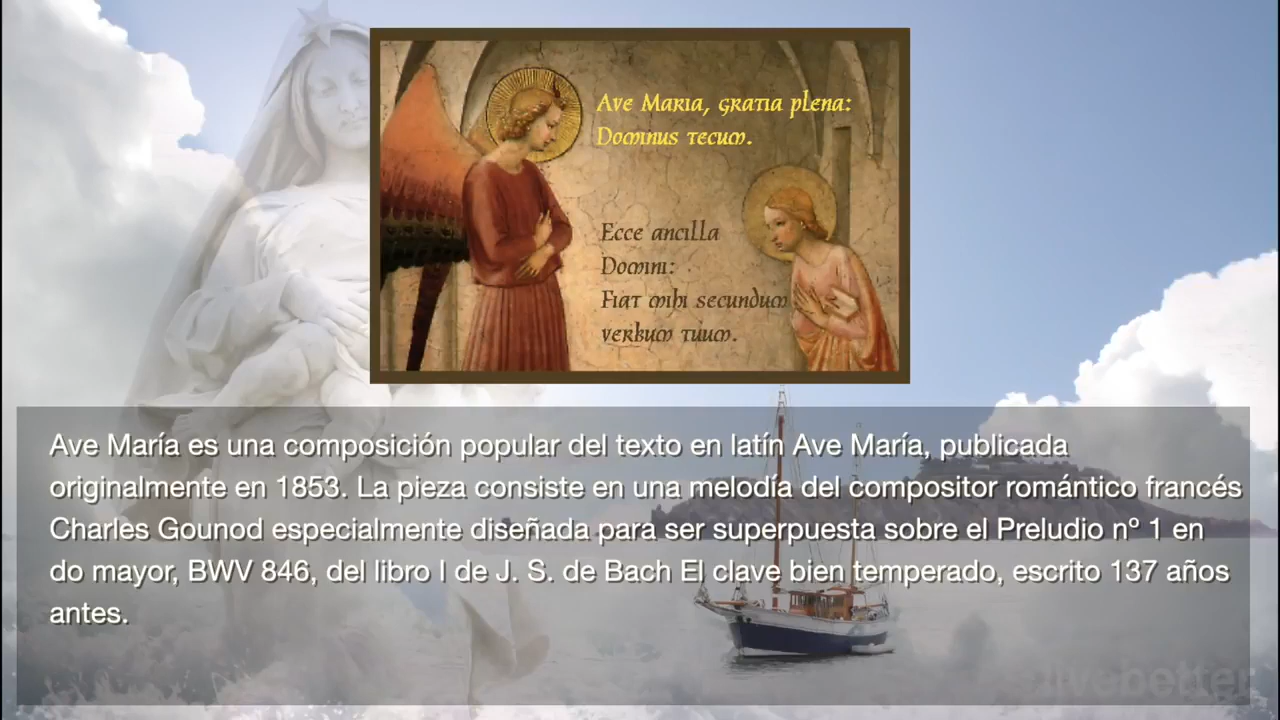 Ave Maria, gratia plena:
Domnus tecum.
Ecce ancilla
Domini:
Fiat mihi secundum
verbum tuum.
Ave María es una composición popular del texto en latín Ave María, publicada
originalmente en 1853. La pieza consiste en una melodía del compositor romántico francés
Charles Gounod especialmente diseñada para ser superpuesta sobre el Preludio nº 1 en
do mayor, BWV 846, del libro I de J. S. de Bach El clave bien temperado, escrito 137 años
antes.
livebetter